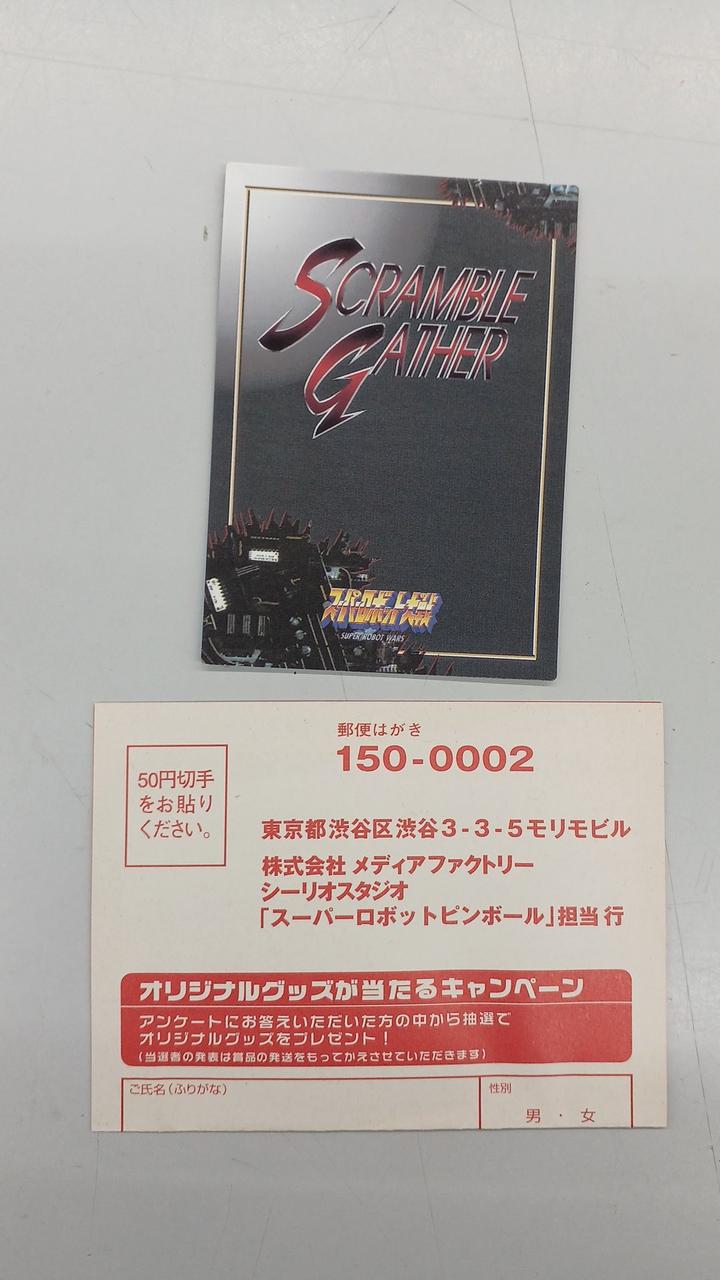 SCRAMBLE
GATHER
スーパーロボット大戦
SUPER ROBOT WARS
郵便はがき
150-0002
50円切手
をお貼り
ください。
東京都渋谷区渋谷3-3-5モリモビル
株式会社 メディアファクトリー
シーリオスタジオ
「スーパーロボットピンボール」担当 行
オリジナルグッズが当たるキャンペーン
アンケートにお答えいただいた方の中から抽選で
オリジナルグッズをプレゼント!
(当選者の発表は賞品の発送をもってかえさせていただきます)
ご氏名(ふりがな)
性別
男 ・ 女